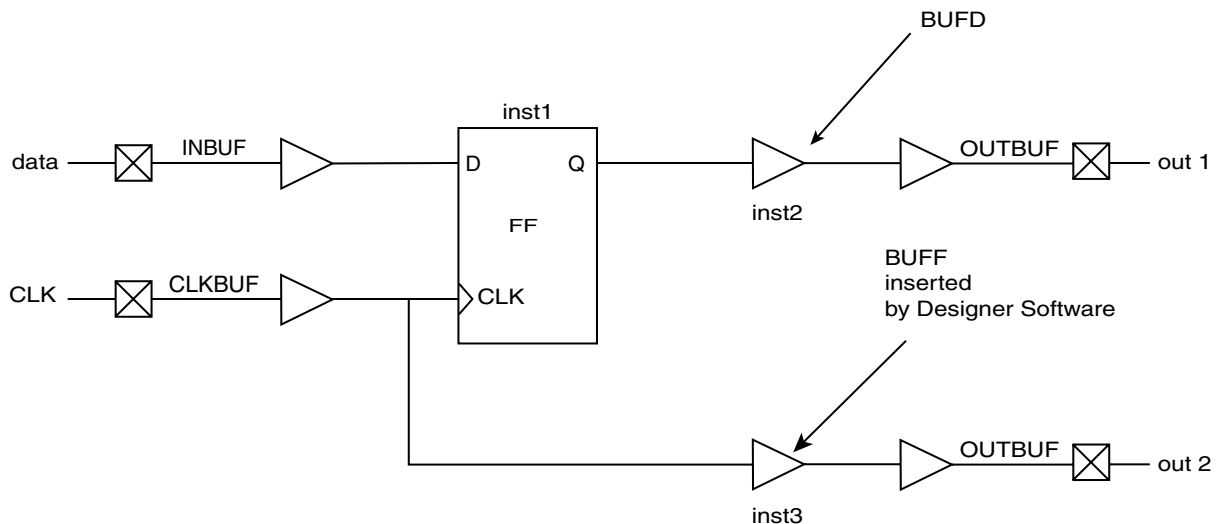 BUFD
inst1
data
INBUF
D
Q
OUTBUF
out 1
FF
inst2
CLK
CLKBUF
CLK
BUFF
inserted
by Designer Software
OUTBUF
out 2
inst3